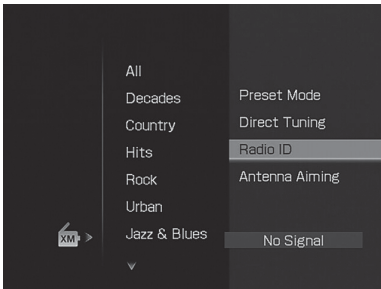 All
Decades
Country
Hits
Rock
Urban
Jazz & Blues
Preset Mode
Direct Tuning
Radio ID
Antenna Aiming
No Signal
XM